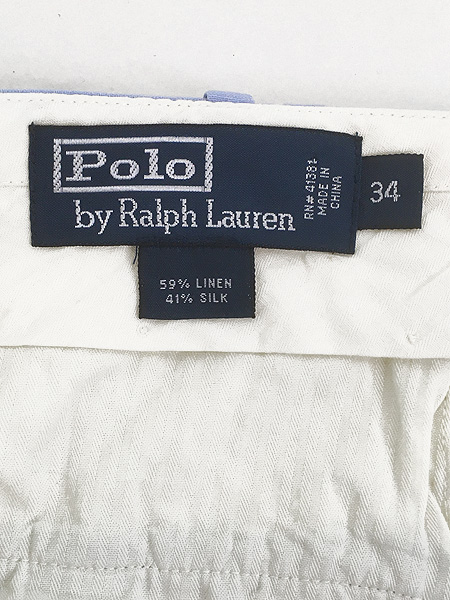 Polo
by Ralph Lauren
RN# 41381
MADE IN
CHINA
34
59% LINEN
41% SILK